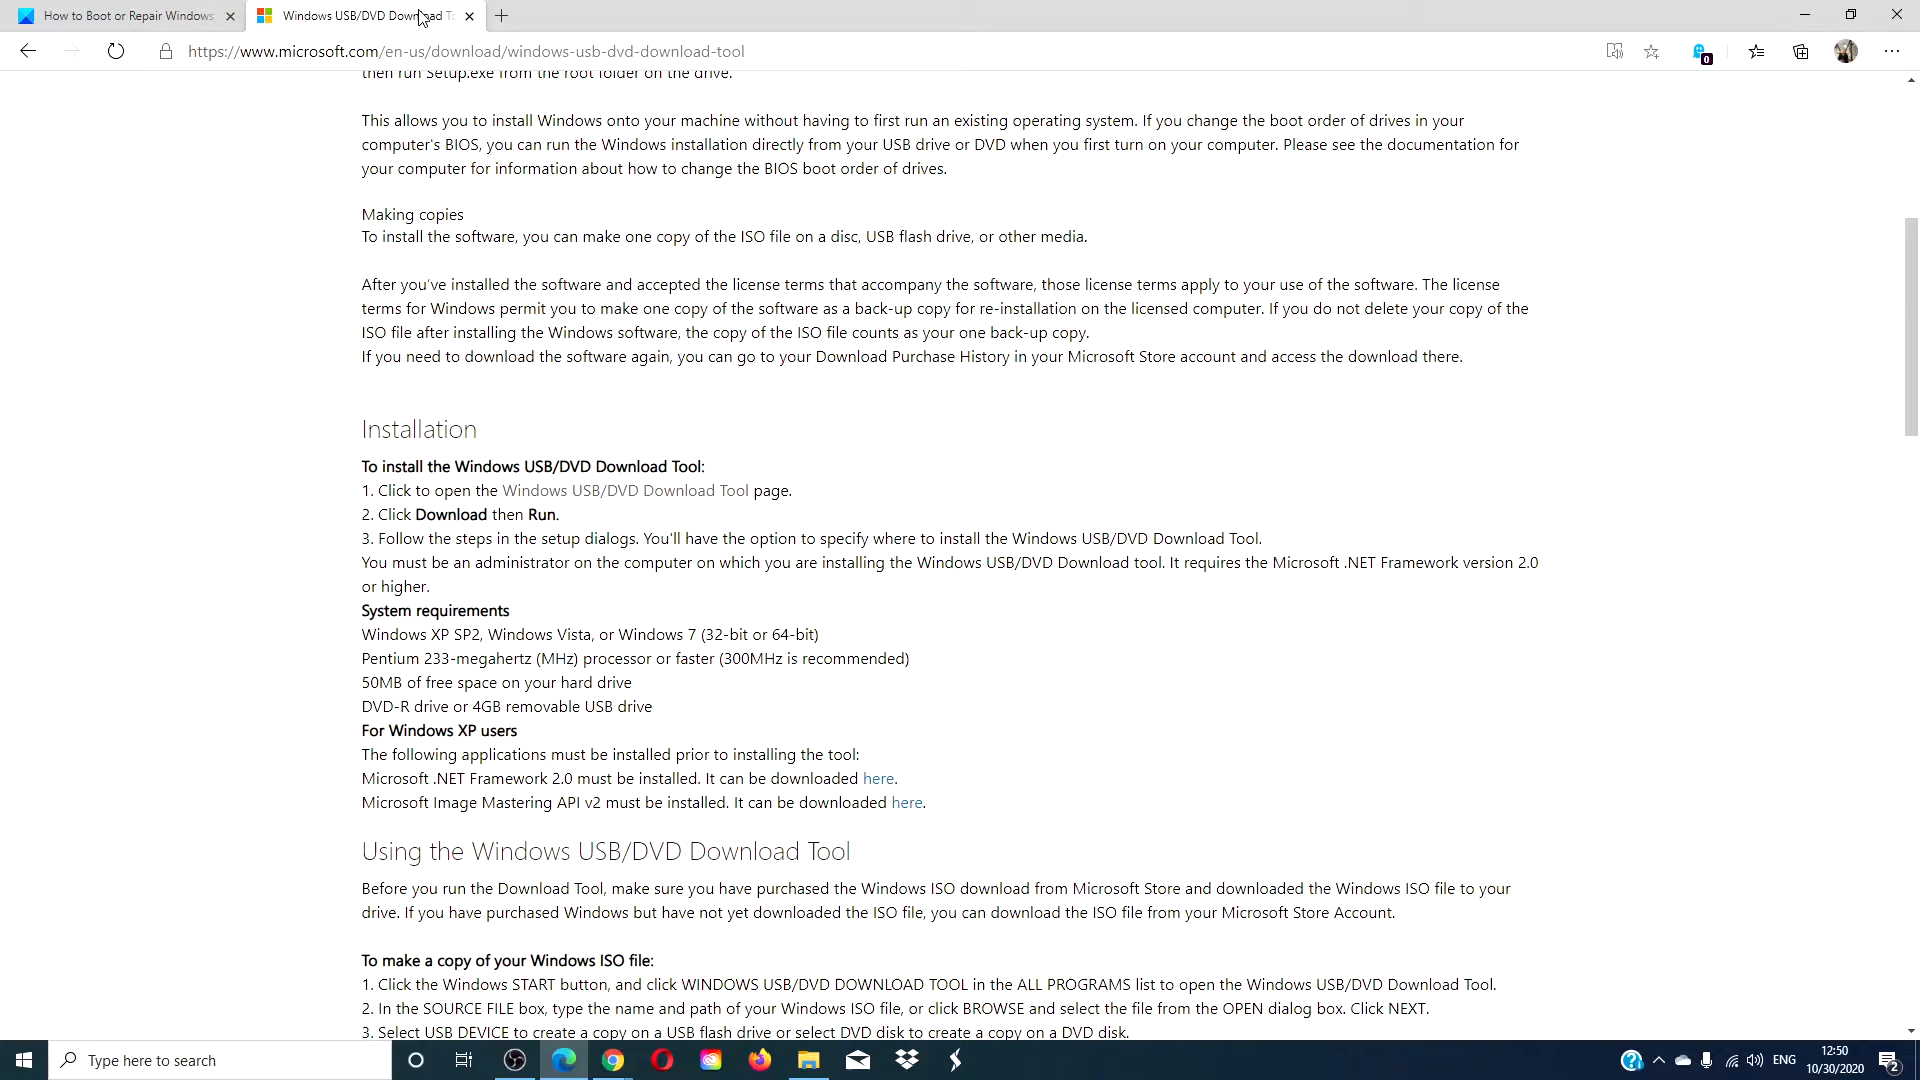 How to Boot or Repair Windows
Windows USB/DVD Download To
https://www.microsoft.com/en-us/download/windows-usb-dvd-download-tool
0
then run Setup.exe from the root folder on the drive.
This allows you to install Windows onto your machine without having to first run an existing operating system. If you change the boot order of drives in your
computer's BIOS, you can run the Windows installation directly from your USB drive or DVD when you first turn on your computer. Please see the documentation for
your computer for information about how to change the BIOS boot order of drives.
Making copies
To install the software, you can make one copy of the ISO file on a disc, USB flash drive, or other media.
After you've installed the software and accepted the license terms that accompany the software, those license terms apply to your use of the software. The license
terms for Windows permit you to make one copy of the software as a back-up copy for re-installation on the licensed computer. If you do not delete your copy of the
ISO file after installing the Windows software, the copy of the ISO file counts as your one back-up copy.
If you need to download the software again, you can go to your Download Purchase History in your Microsoft Store account and access the download there.
Installation
To install the Windows USB/DVD Download Tool:
1. Click to open the Windows USB/DVD Download Tool page.
2. Click Download then Run.
3. Follow the steps in the setup dialogs. You'll have the option to specify where to install the Windows USB/DVD Download Tool.
You must be an administrator on the computer on which you are installing the Windows USB/DVD Download tool. It requires the Microsoft .NET Framework version 2.0
or higher.
System requirements
Windows XP SP2, Windows Vista, or Windows 7 (32-bit or 64-bit)
Pentium 233-megahertz (MHz) processor or faster (300MHz is recommended)
50MB of free space on your hard drive
DVD-R drive or 4GB removable USB drive
For Windows XP users
The following applications must be installed prior to installing the tool:
Microsoft .NET Framework 2.0 must be installed. It can be downloaded here.
Microsoft Image Mastering API v2 must be installed. It can be downloaded here.
Using the Windows USB/DVD Download Tool
Before you run the Download Tool, make sure you have purchased the Windows ISO download from Microsoft Store and downloaded the Windows ISO file to your
drive. If you have purchased Windows but have not yet downloaded the ISO file, you can download the ISO file from your Microsoft Store Account.
To make a copy of your Windows ISO file:
1. Click the Windows START button, and click WINDOWS USB/DVD DOWNLOAD TOOL in the ALL PROGRAMS list to open the Windows USB/DVD Download Tool.
2. In the SOURCE FILE box, type the name and path of your Windows ISO file, or click BROWSE and select the file from the OPEN dialog box. Click NEXT.
3. Select USB DEVICE to create a copy on a USB flash drive or select DVD disk to create a copy on a DVD disk.
Type here to search
ENG
12:50
10/30/2020
2